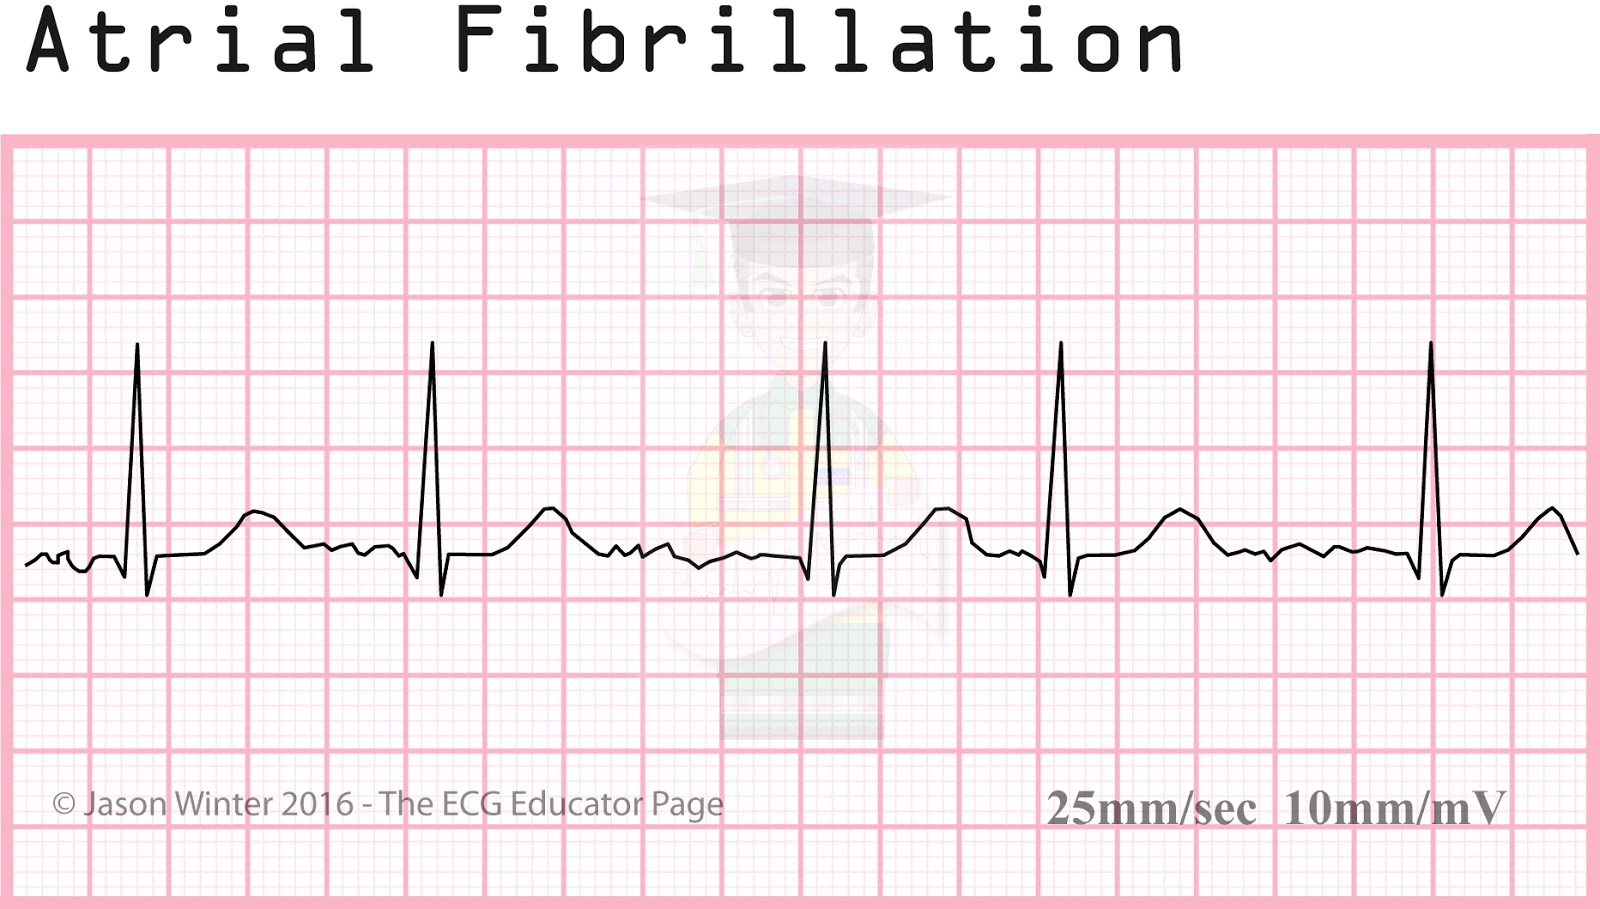 Atrial Fibrillation
© Jason Winter 2016 - The ECG Educator Page
25mm/sec 10mm/mV